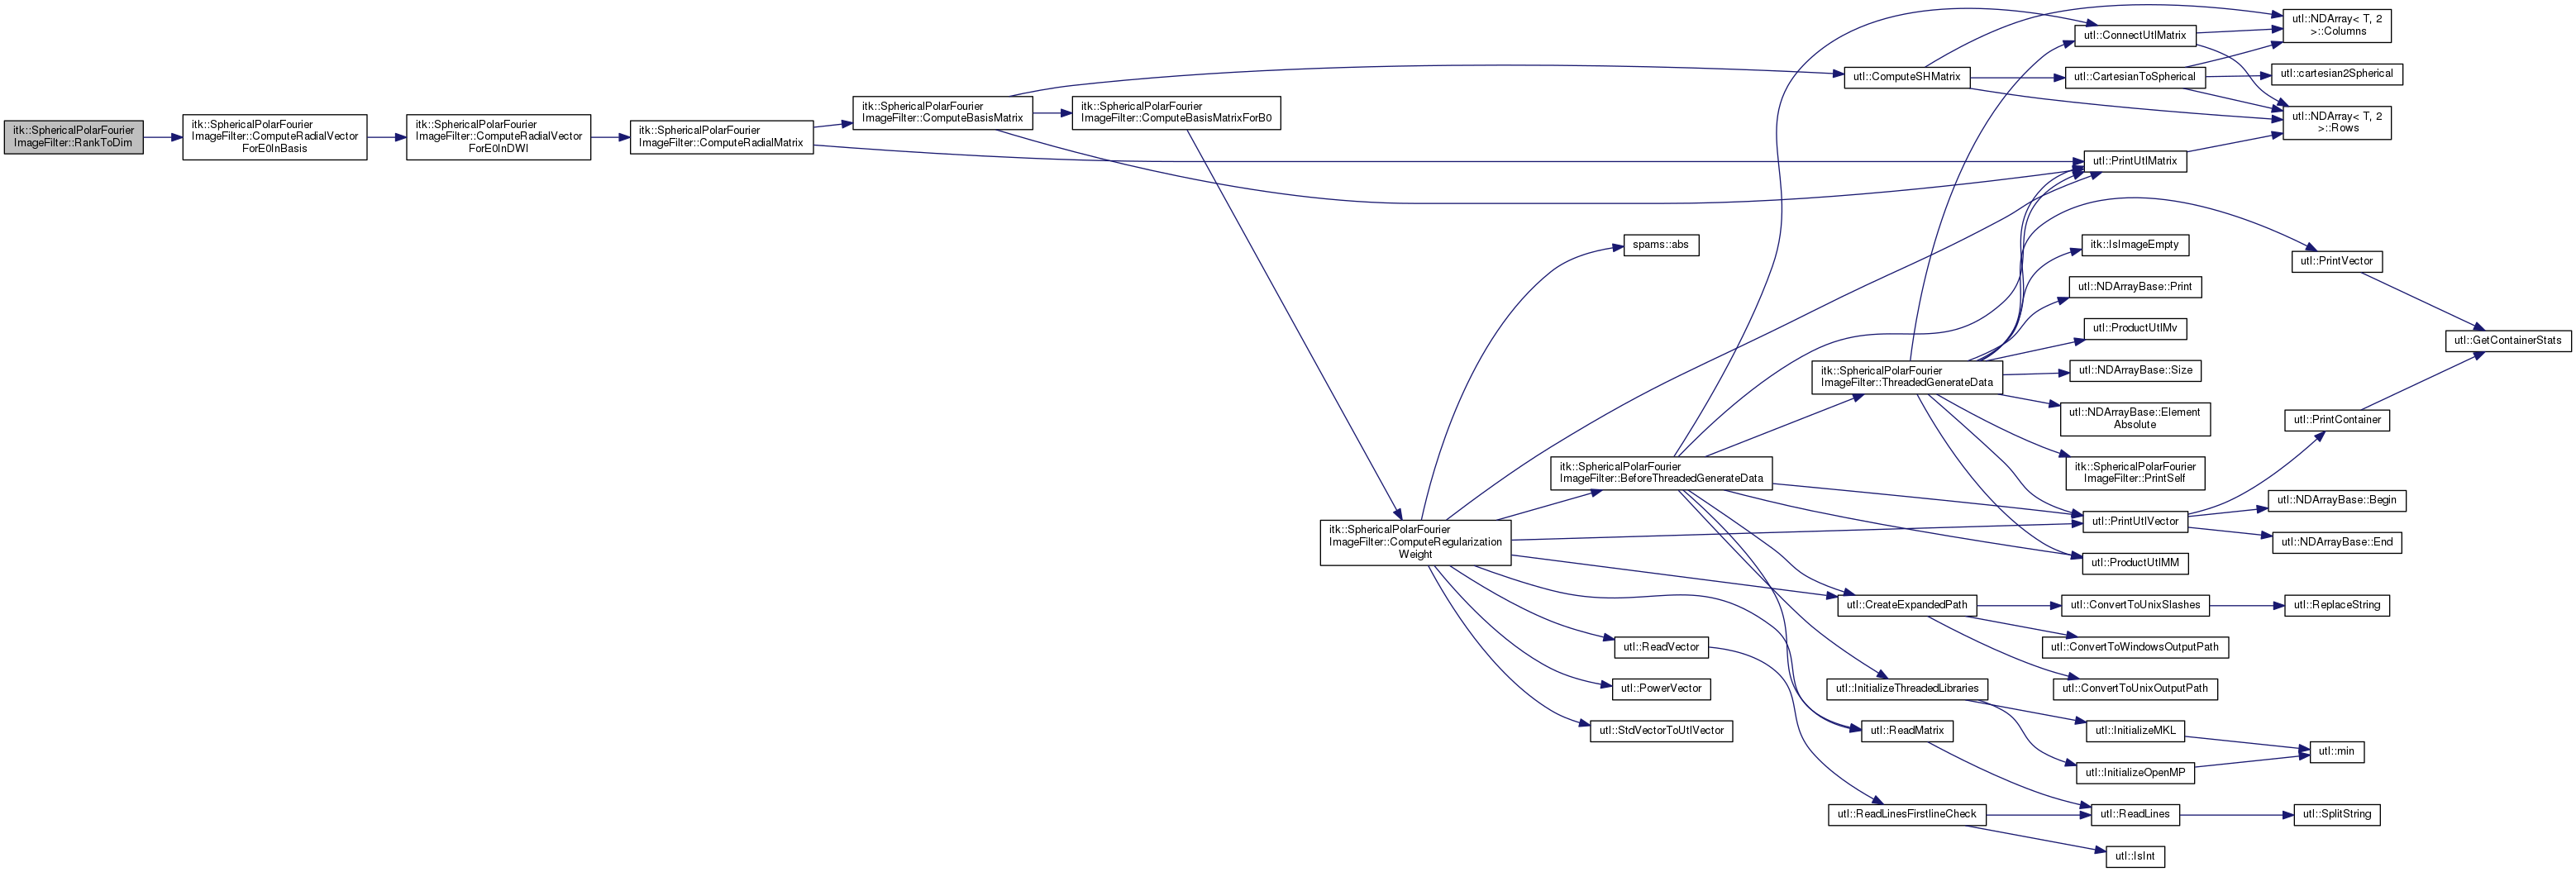 itk::SphericalPolarFourier
ImageFilter::RankToDim
itk::SphericalPolarFourier
ImageFilter::ComputeRadialVector
ForE0InBasis
itk::SphericalPolarFourier
ImageFilter::ComputeRadialVector
ForE0InDWI
itk::SphericalPolarFourier
ImageFilter::ComputeRadialMatrix
itk::SphericalPolarFourier
ImageFilter::ComputeBasisMatrix
itk::SphericalPolarFourier
ImageFilter::ComputeBasisMatrixForB0
itk::SphericalPolarFourier
ImageFilter::ComputeRegularization
Weight
spams::abs
itk::SphericalPolarFourier
ImageFilter::BeforeThreadedGenerateData
utl::ReadVector
utl::PowerVector
utl::StdVectorToUtlVector
utl::ComputeSHMatrix
itk::SphericalPolarFourier
ImageFilter::ThreadedGenerateData
utl::CreateExpandedPath
utl::InitializeThreadedLibraries
utl::ReadMatrix
utl::ReadLinesFirstlineCheck
utl::ConnectUtlMatrix
utl::CartesianToSpherical
utl::PrintUtlMatrix
itk::IsImageEmpty
utl::NDArrayBase::Print
utl::ProductUtlMv
utl::NDArrayBase::Size
utl::NDArrayBase::Element
Absolute
itk::SphericalPolarFourier
ImageFilter::PrintSelf
utl::PrintUtlVector
utl::ProductUtlMM
utl::ConvertToUnixSlashes
utl::ConvertToWindowsOutputPath
utl::ConvertToUnixOutputPath
utl::InitializeMKL
utl::InitializeOpenMP
utl::ReadLines
utl::IsInt
utl::NDArray< T, 2
>::Columns
utl::cartesian2Spherical
utl::NDArray< T, 2
>::Rows
utl::PrintVector
utl::PrintContainer
utl::NDArrayBase::Begin
utl::NDArrayBase::End
utl::ReplaceString
utl::min
utl::SplitString
utl::GetContainerStats